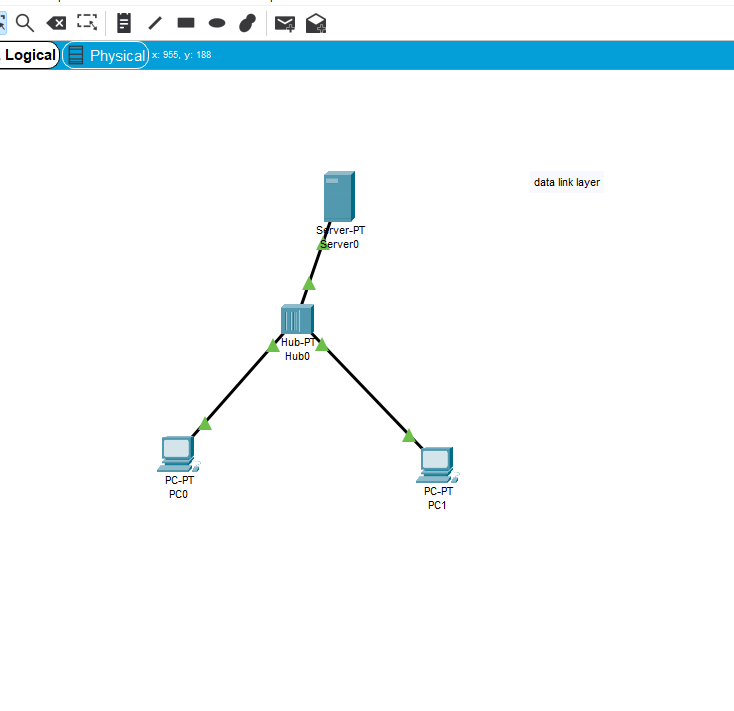 Logical
Physical x: 955, y: 188
data link layer
Server-PT
Server0
Hub-PT
Hub0
PC-PT
PC0
PC-PT
PC1